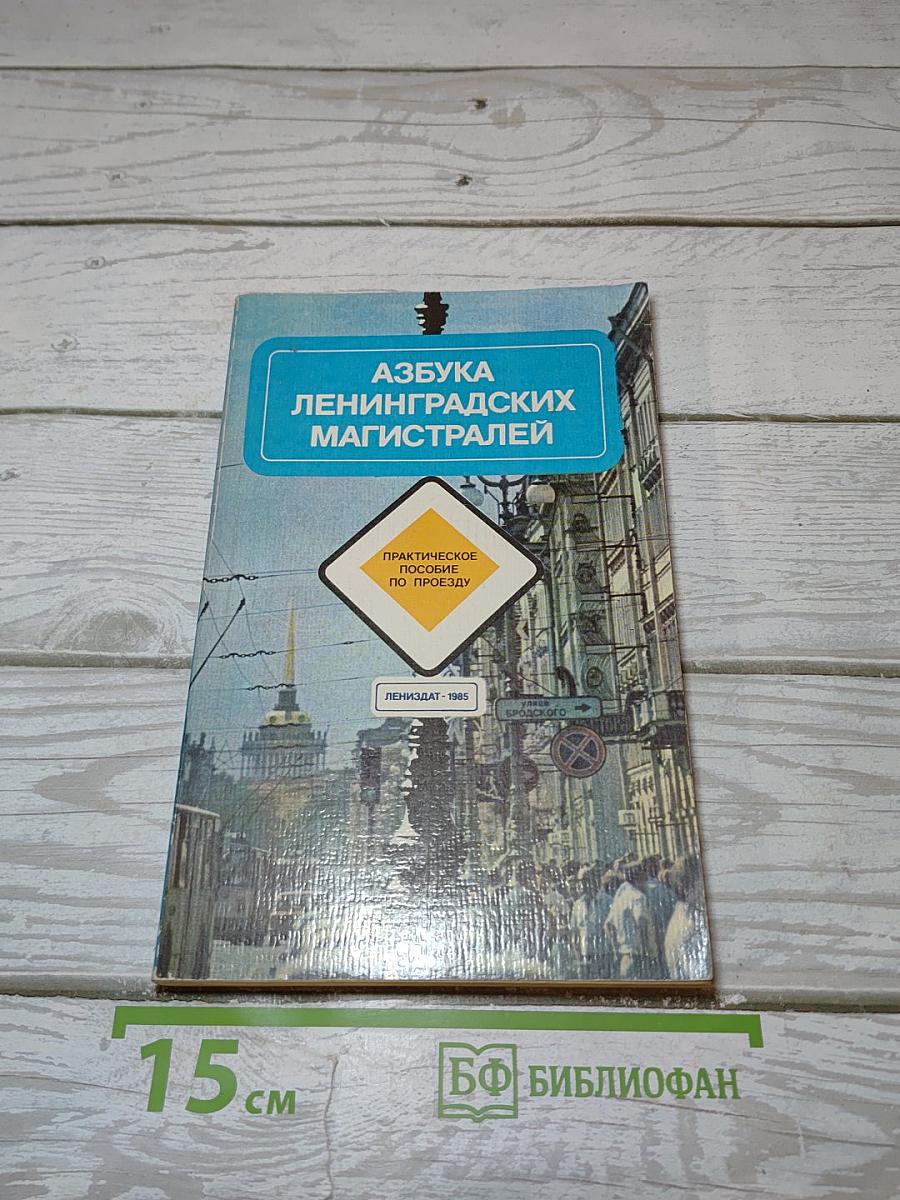 АЗБУКА
ЛЕНИНГРАДСКИХ
МАГИСТРАЛЕЙ
ПРАКТИЧЕСКОЕ
ПОСОБИЕ
ПО ПРОЕЗДУ
ЛЕНИЗДАТ - 1985
улица
БРОДСКОГО
15 см
БФ БИБЛИОФАН